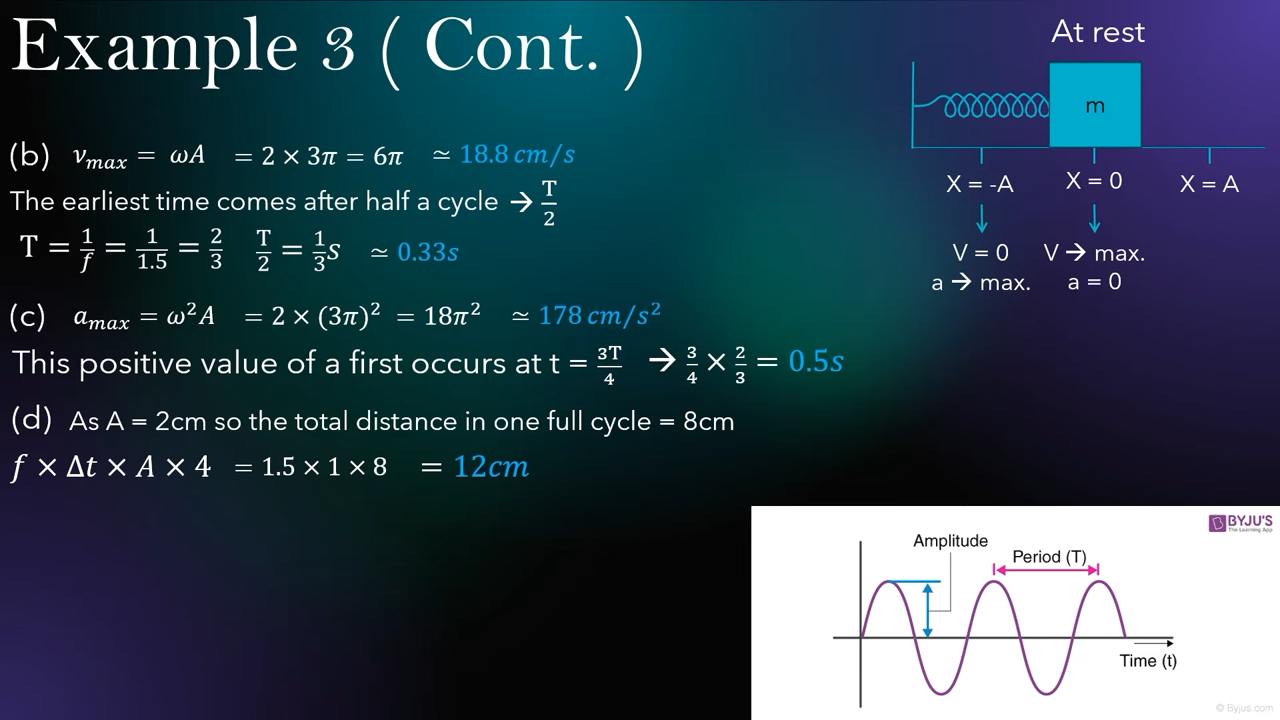 Example 3 ( Cont. )
At rest
m
X = -A
X = 0
X = A
V = 0
a → max.
V → max.
a = 0
(b) v_max = ωA = 2 × 3π = 6π ≃ 18.8 cm/s
The earliest time comes after half a cycle → T/2
T = 1/f = 1/1.5 = 2/3 T/2 = 1/3 s ≃ 0.33s
(c) a_max = ω²A = 2 × (3π)² = 18π² ≃ 178 cm/s²
This positive value of a first occurs at t = 3T/4 → 3/4 × 2/3 = 0.5s
(d) As A = 2cm so the total distance in one full cycle = 8cm
f × Δt × A × 4 = 1.5 × 1 × 8 = 12cm
BYJU'S
The Learning App
Amplitude
Period (T)
Time (t)
© Byjus.com